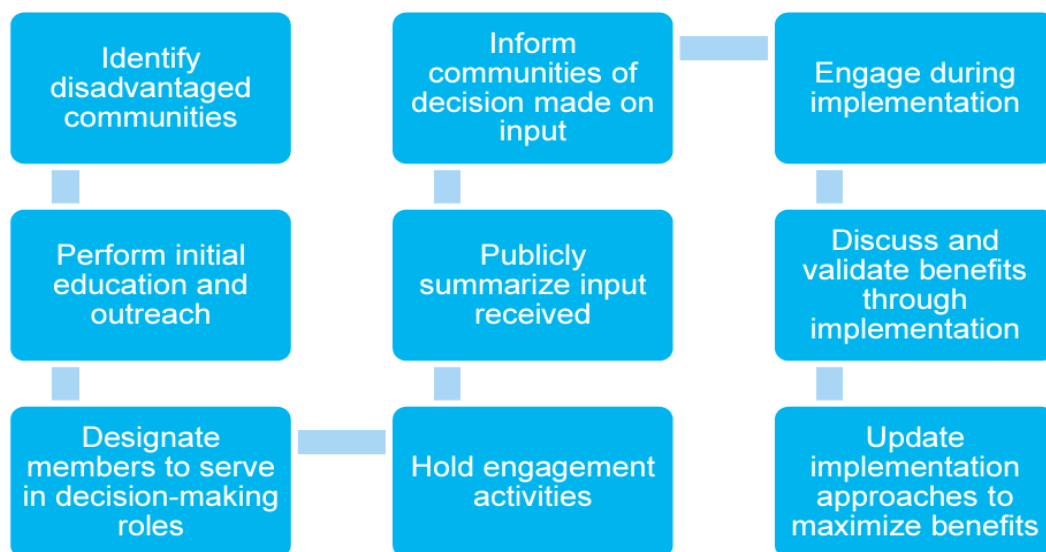 Identify
disadvantaged
communities
Perform initial
education and
outreach
Designate
members to serve
in decision-making
roles
Hold engagement
activities
Publicly
summarize input
received
Inform
communities of
decision made on
input
Engage during
implementation
Discuss and
validate benefits
through
implementation
Update
implementation
approaches to
maximize benefits